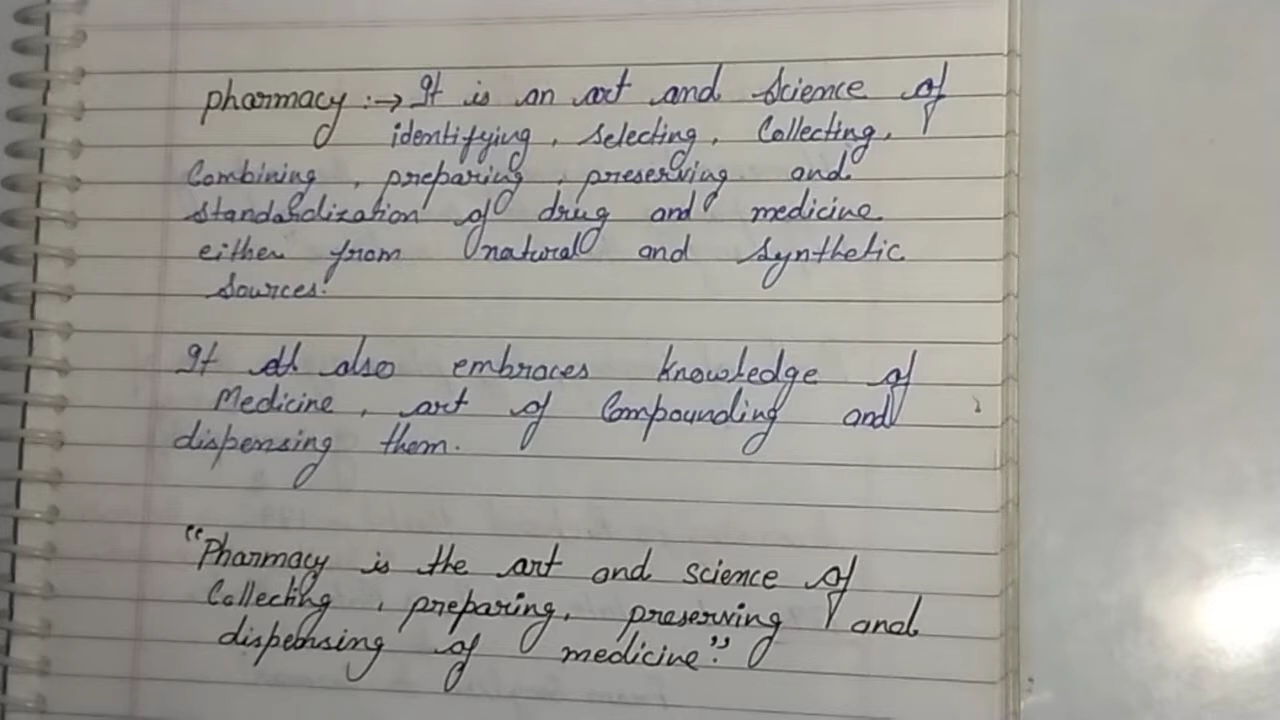 pharmacy :→ It is an art and science of
identifying, selecting, Collecting,
Combining, preparing, preserving and
standardization of drug and medicine
either from natural and synthetic
sources.
It also embraces knowledge of
Medicine, art of Compounding and
dispensing them.
"Pharmacy is the art and science of
Collecting, preparing, preserving and
dispensing of medicine".